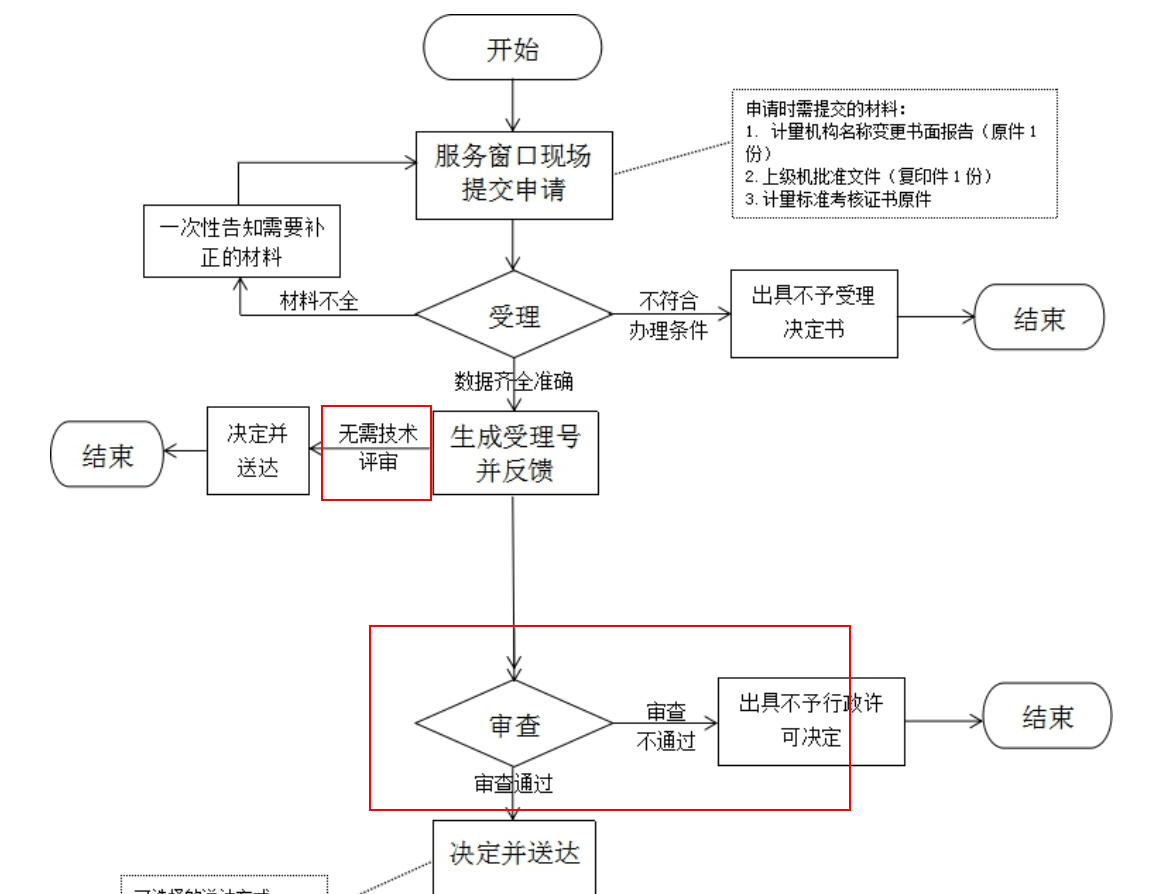 开始
服务窗口现场
提交申请
申请时需提交的材料：
1. 计量机构名称变更书面报告（原件1
份）
2.上级机批准文件（复印件1份）
3.计量标准考核证书原件
一次性告知需要补
正的材料
材料不全
受理
不符合
办理条件
出具不予受理
决定书
结束
数据齐全准确
结束
决定并
送达
无需技术
评审
生成受理号
并反馈
审查
审查
不通过
出具不予行政许
可决定
结束
审查通过
决定并送达